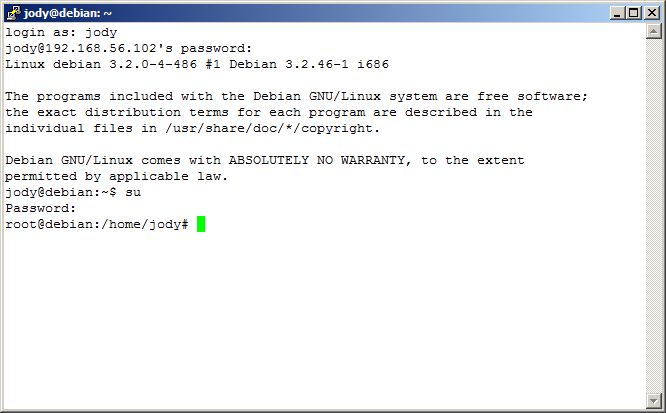 jody@debian: ~
login as: jody
jody@192.168.56.102's password:
Linux debian 3.2.0-4-486 #1 Debian 3.2.46-1 i686
The programs included with the Debian GNU/Linux system are free software;
the exact distribution terms for each program are described in the
individual files in /usr/share/doc/*/copyright.
Debian GNU/Linux comes with ABSOLUTELY NO WARRANTY, to the extent
permitted by applicable law.
jody@debian:~$ su
Password:
root@debian:/home/jody#